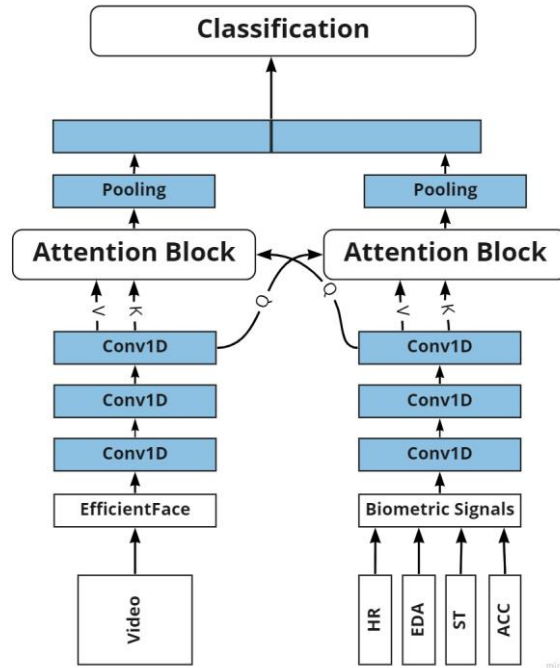 Classification
Pooling
Pooling
Attention Block
Attention Block
Q
Q
V
K
V
K
Conv1D
Conv1D
Conv1D
Conv1D
Conv1D
Conv1D
EfficientFace
Biometric Signals
Video
HR
EDA
ST
ACC